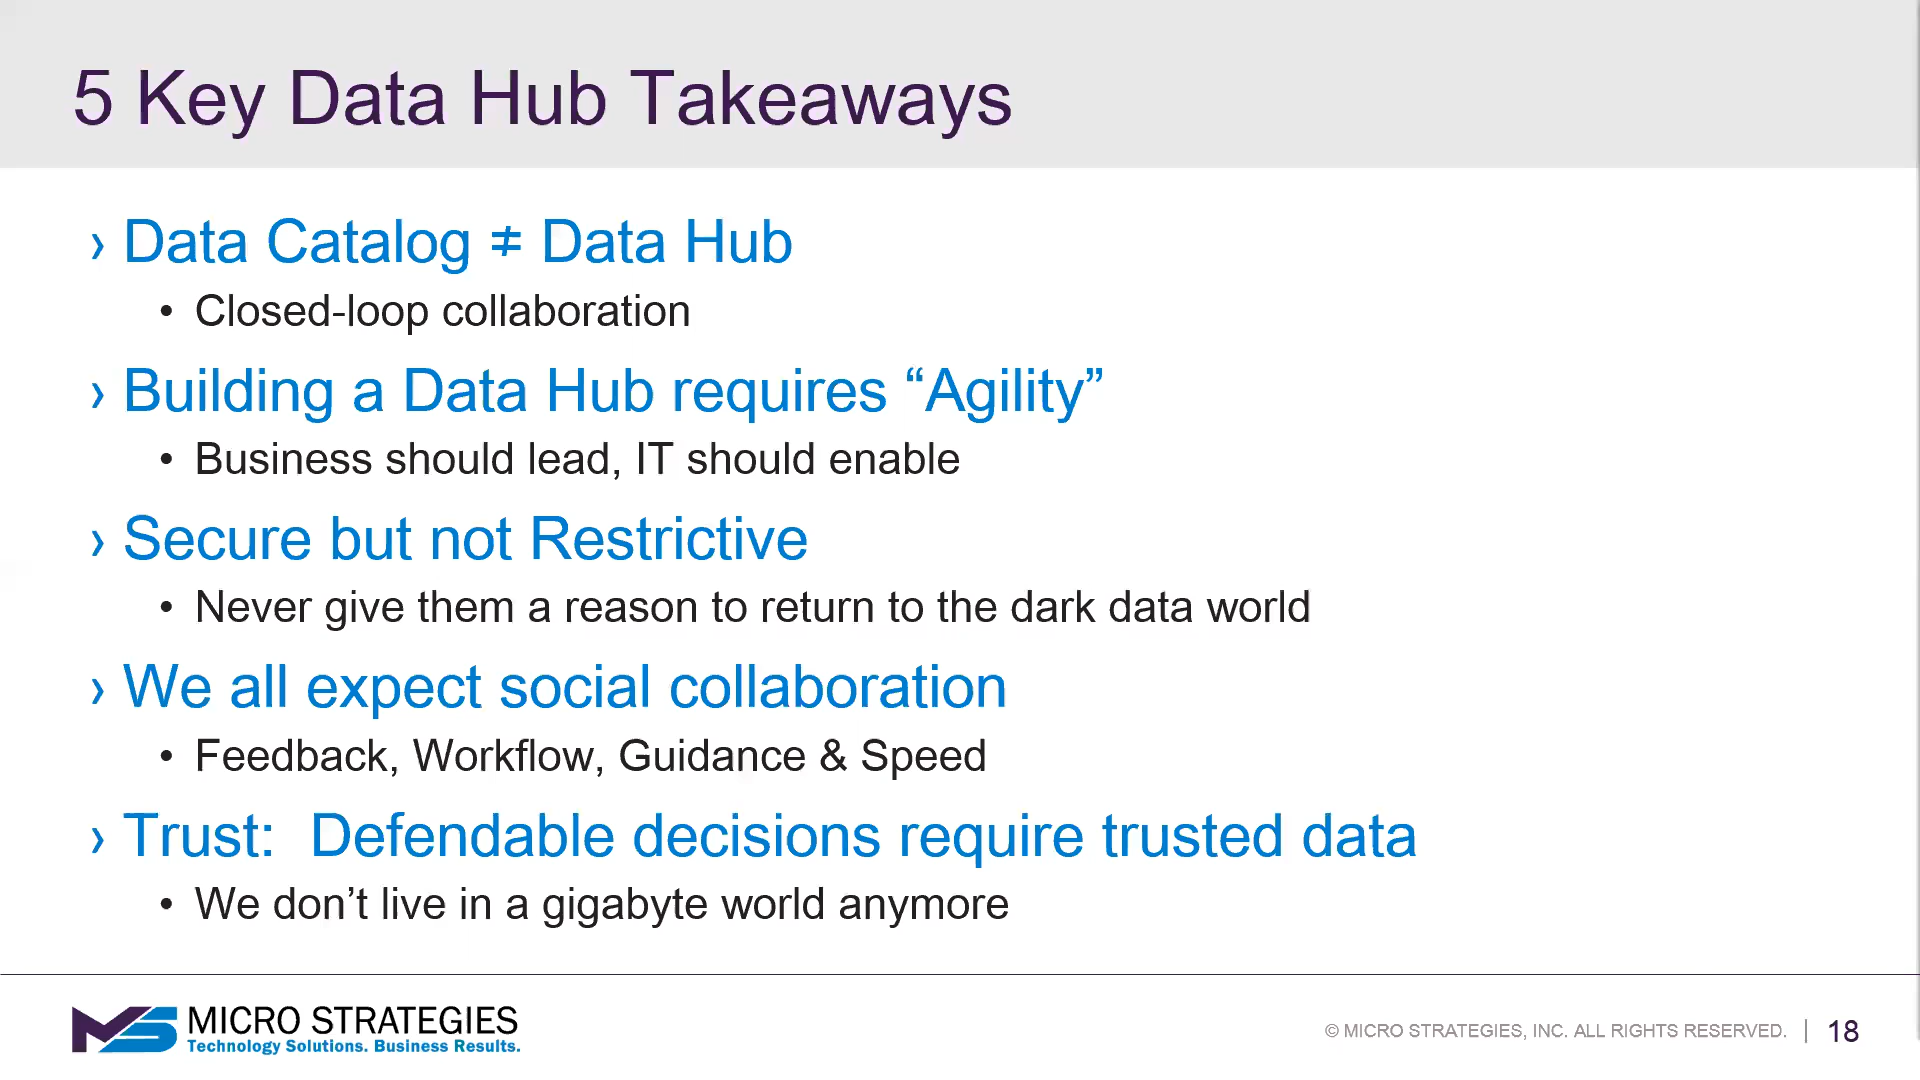 5 Key Data Hub Takeaways
› Data Catalog ≠ Data Hub
• Closed-loop collaboration
› Building a Data Hub requires “Agility”
• Business should lead, IT should enable
› Secure but not Restrictive
• Never give them a reason to return to the dark data world
› We all expect social collaboration
• Feedback, Workflow, Guidance & Speed
› Trust:  Defendable decisions require trusted data
• We don’t live in a gigabyte world anymore
MS MICRO STRATEGIES
Technology Solutions. Business Results.
© MICRO STRATEGIES, INC. ALL RIGHTS RESERVED. | 18